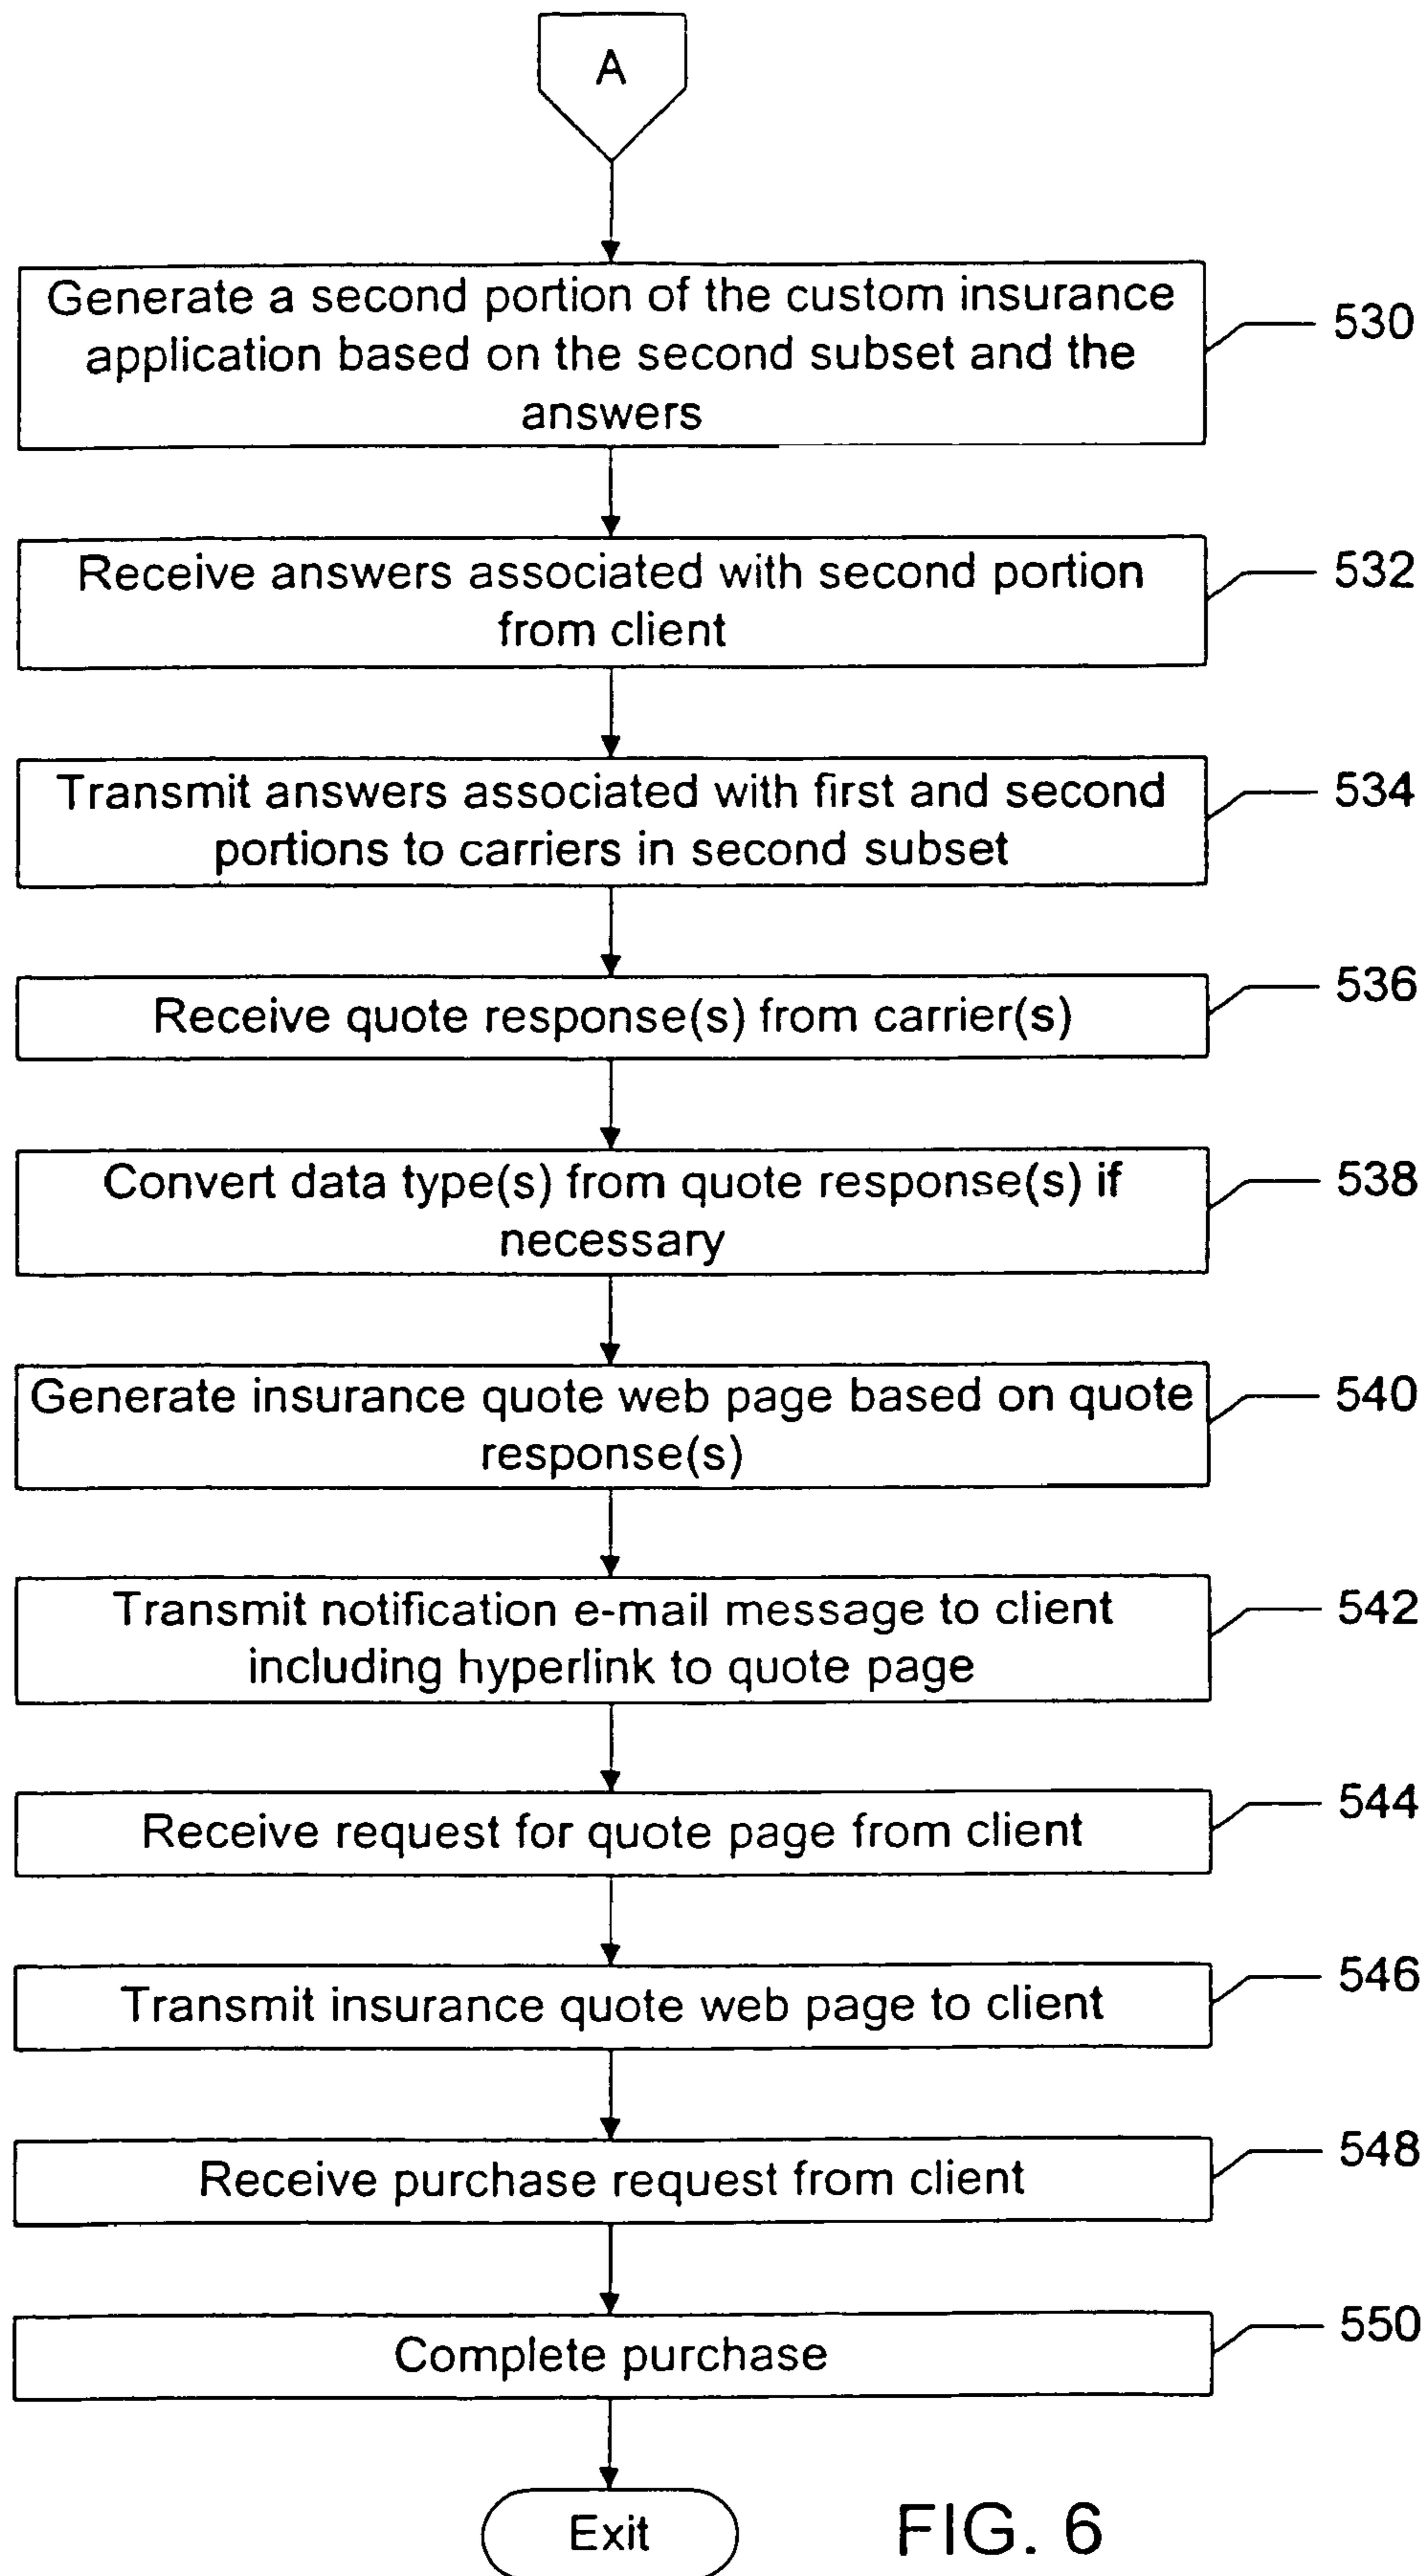 A
Generate a second portion of the custom insurance
application based on the second subset and the
answers
530
Receive answers associated with second portion
from client
532
Transmit answers associated with first and second
portions to carriers in second subset
534
Receive quote response(s) from carrier(s)
536
Convert data type(s) from quote response(s) if
necessary
538
Generate insurance quote web page based on quote
response(s)
540
Transmit notification e-mail message to client
including hyperlink to quote page
542
Receive request for quote page from client
544
Transmit insurance quote web page to client
546
Receive purchase request from client
548
Complete purchase
550
Exit
FIG. 6